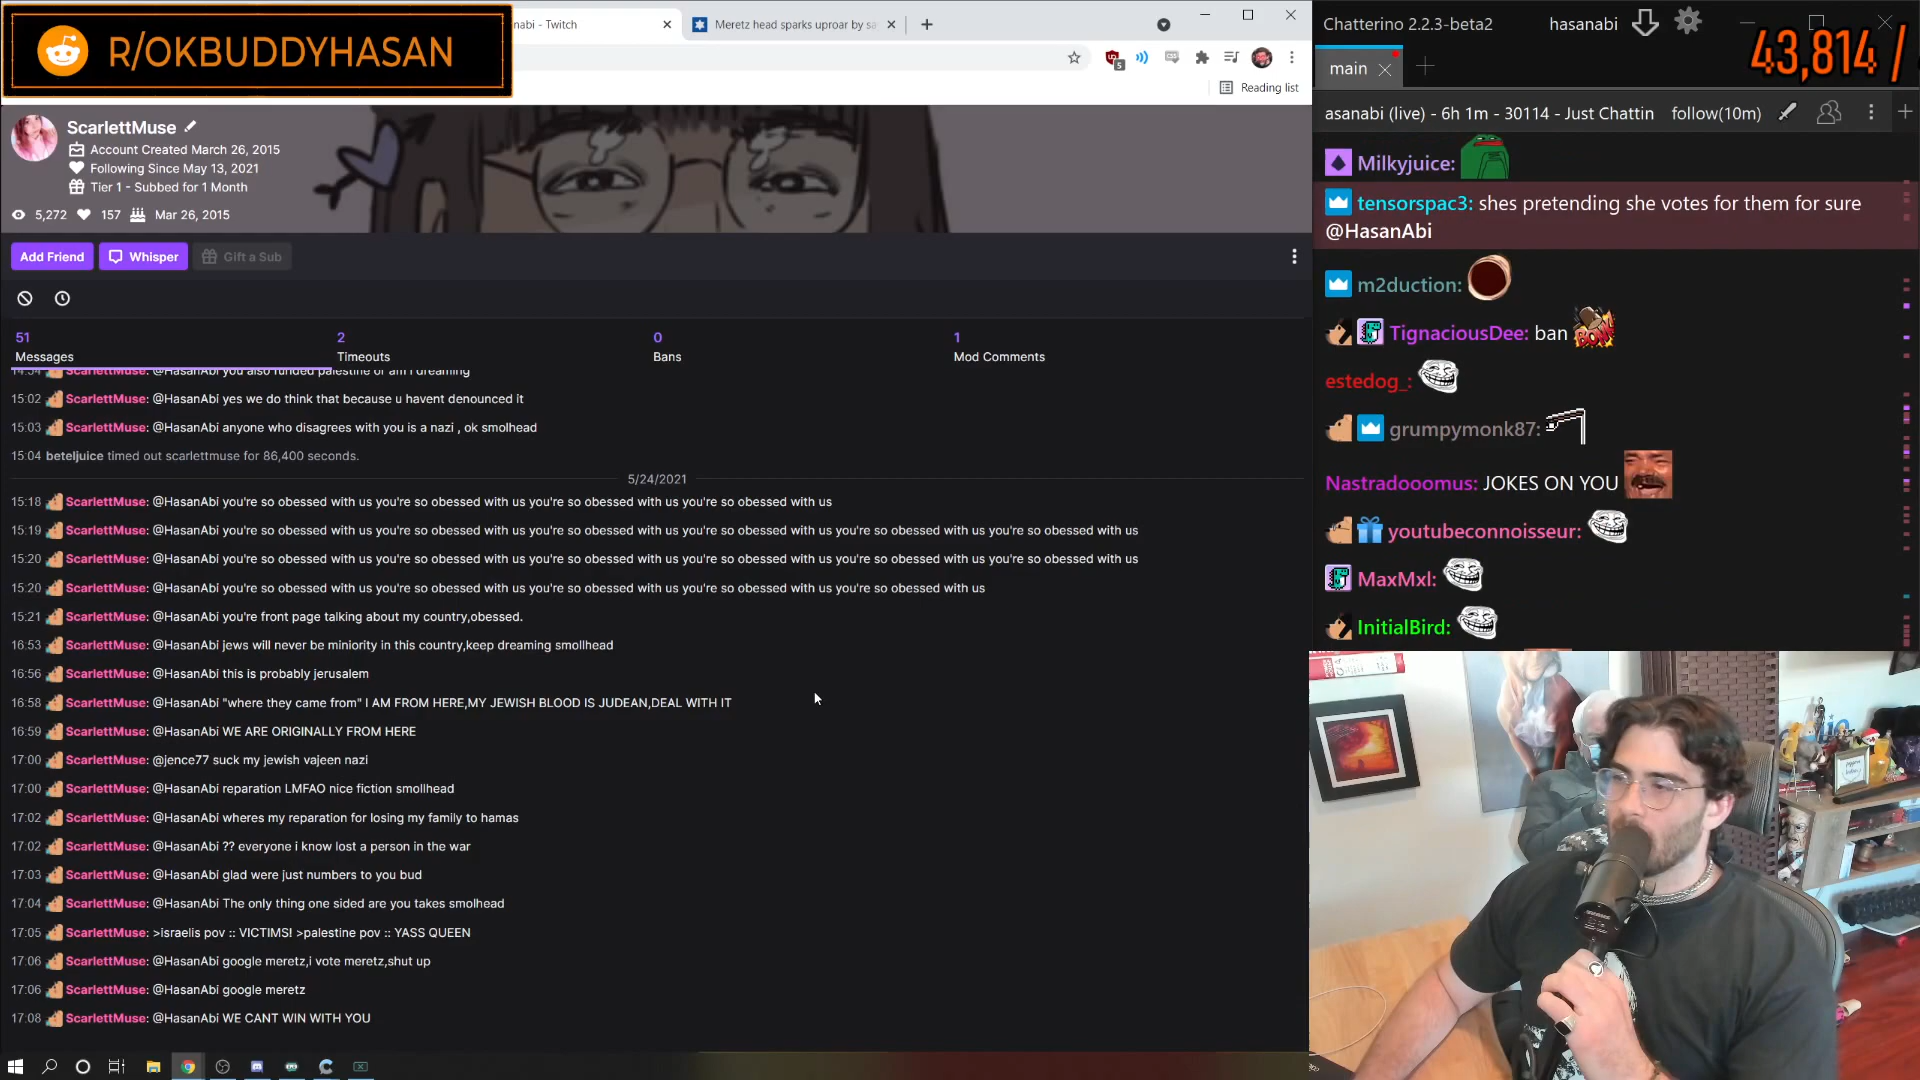 R/OKBUDDYHASAN
nabi - Twitch
Meretz head sparks uproar by sa
Reading list
ScarlettMuse
Account Created March 26, 2015
Following Since May 13, 2021
Tier 1 - Subbed for 1 Month
5,272 157 Mar 26, 2015
Add Friend Whisper Gift a Sub
51 2 0 1
Messages Timeouts Bans Mod Comments
14:54 ScarlettMuse: @HasanAbi you also funded palestine or am i dreaming
15:02 ScarlettMuse: @HasanAbi yes we do think that because u havent denounced it
15:03 ScarlettMuse: @HasanAbi anyone who disagrees with you is a nazi , ok smolhead
15:04 beteljuice timed out scarlettmuse for 86,400 seconds.
5/24/2021
15:18 ScarlettMuse: @HasanAbi you're so obessed with us you're so obessed with us you're so obessed with us you're so obessed with us
15:19 ScarlettMuse: @HasanAbi you're so obessed with us you're so obessed with us you're so obessed with us you're so obessed with us you're so obessed with us you're so obessed with us
15:20 ScarlettMuse: @HasanAbi you're so obessed with us you're so obessed with us you're so obessed with us you're so obessed with us you're so obessed with us you're so obessed with us
15:20 ScarlettMuse: @HasanAbi you're so obessed with us you're so obessed with us you're so obessed with us you're so obessed with us you're so obessed with us
15:21 ScarlettMuse: @HasanAbi you're front page talking about my country,obessed.
16:53 ScarlettMuse: @HasanAbi jews will never be miniority in this country,keep dreaming smollhead
16:56 ScarlettMuse: @HasanAbi this is probably jerusalem
16:58 ScarlettMuse: @HasanAbi "where they came from" I AM FROM HERE,MY JEWISH BLOOD IS JUDEAN,DEAL WITH IT
16:59 ScarlettMuse: @HasanAbi WE ARE ORIGINALLY FROM HERE
17:00 ScarlettMuse: @jence77 suck my jewish vajeen nazi
17:00 ScarlettMuse: @HasanAbi reparation LMFAO nice fiction smollhead
17:02 ScarlettMuse: @HasanAbi wheres my reparation for losing my family to hamas
17:02 ScarlettMuse: @HasanAbi ?? everyone i know lost a person in the war
17:03 ScarlettMuse: @HasanAbi glad were just numbers to you bud
17:04 ScarlettMuse: @HasanAbi The only thing one sided are you takes smolhead
17:05 ScarlettMuse: >israelis pov :: VICTIMS! >palestine pov :: YASS QUEEN
17:06 ScarlettMuse: @HasanAbi google meretz,i vote meretz,shut up
17:06 ScarlettMuse: @HasanAbi google meretz
17:08 ScarlettMuse: @HasanAbi WE CANT WIN WITH YOU
Chatterino 2.2.3-beta2 hasanabi
43,814 /
main
asanabi (live) - 6h 1m - 30114 - Just Chattin follow(10m)
Milkyjuice:
tensorspac3: shes pretending she votes for them for sure
@HasanAbi
m2duction:
TignaciousDee: ban
estedog_:
grumpymonk87:
Nastradooomus: JOKES ON YOU
youtubeconnoisseur:
MaxMxl:
InitialBird: